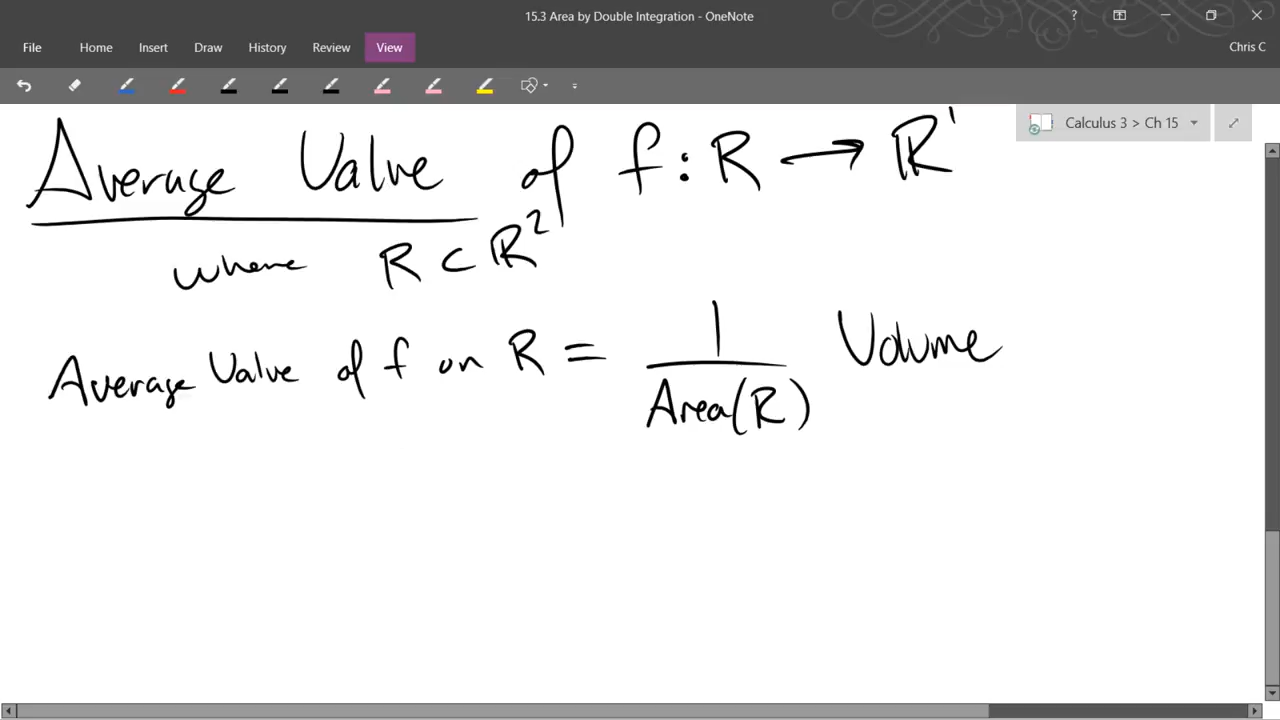 15.3 Area by Double Integration - OneNote
?
File Home Insert Draw History Review View Chris C
Calculus 3 > Ch 15
Average Value of f : R → ℝ¹
where R ⊂ ℝ²
Average Value of f on R = 1/Area(R) Volume